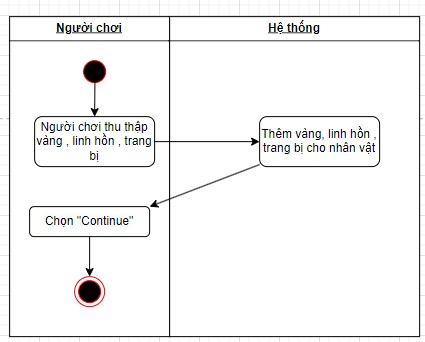 Người chơi
Hệ thống
Người chơi thu thập
vàng , linh hồn , trang
bị
Thêm vàng, linh hồn ,
trang bị cho nhân vật
Chọn "Continue"